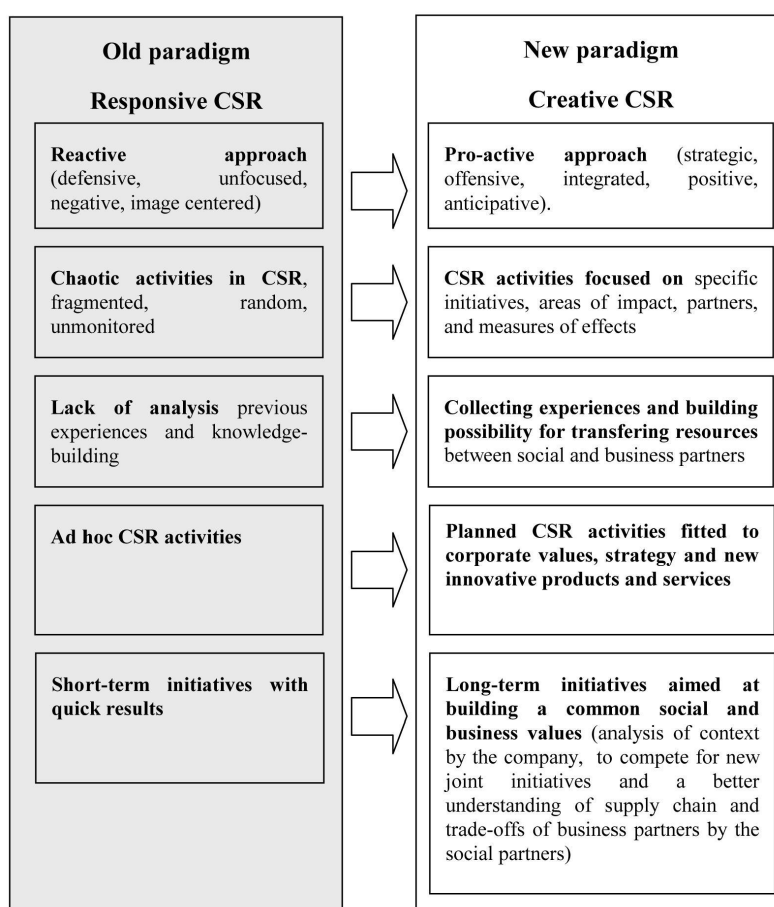 Old paradigm
Responsive CSR
Reactive approach
(defensive, unfocused,
negative, image centered)
Chaotic activities in CSR,
fragmented, random,
unmonitored
Lack of analysis previous
experiences and knowledge-
building
Ad hoc CSR activities
Short-term initiatives with
quick results
New paradigm
Creative CSR
Pro-active approach (strategic,
offensive, integrated, positive,
anticipative).
CSR activities focused on specific
initiatives, areas of impact, partners,
and measures of effects
Collecting experiences and building
possibility for transfering resources
between social and business partners
Planned CSR activities fitted to
corporate values, strategy and new
innovative products and services
Long-term initiatives aimed at
building a common social and
business values (analysis of context
by the company, to compete for new
joint initiatives and a better
understanding of supply chain and
trade-offs of business partners by the
social partners)